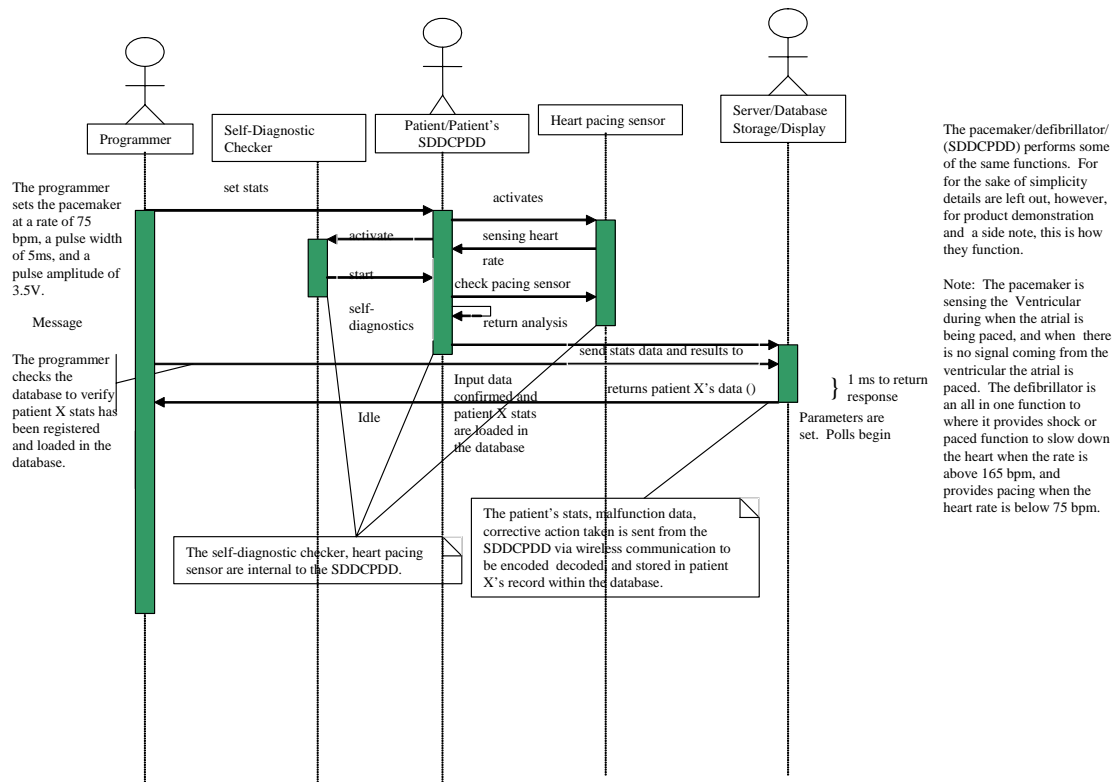 Programmer
Self-Diagnostic
Checker
Patient/Patient's
SDDCPDD
Heart pacing sensor
Server/Database
Storage/Display
The programmer
sets the pacemaker
at a rate of 75
bpm, a pulse width
of 5ms, and a
pulse amplitude of
3.5V.
Message
The programmer
checks the
database to verify
patient X stats has
been registered
and loaded in the
database.
set stats
activates
activate
sensing heart
rate
start
check pacing sensor
self-
diagnostics
return analysis
send stats data and results to
Input data
confirmed and
patient X stats
are loaded in
the database
returns patient X's data ()
Idle
} 1 ms to return
response
Parameters are
set.  Polls begin
The self-diagnostic checker, heart pacing
sensor are internal to the SDDCPDD.
The patient's stats, malfunction data,
corrective action taken is sent from the
SDDCPDD via wireless communication to
be encoded  decoded, and stored in patient
X's record within the database.
The pacemaker/defibrillator/
(SDDCPDD) performs some
of the same functions.  For
for the sake of simplicity
details are left out, however,
for product demonstration
and  a side note, this is how
they function.
Note:  The pacemaker is
sensing the  Ventricular
during when the atrial is
being paced, and when  there
is no signal coming from the
ventricular the atrial is
paced.  The defibrillator is
an all in one function to
where it provides shock or
paced function to slow down
the heart when the rate is
above 165 bpm, and
provides pacing when the
heart rate is below 75 bpm.